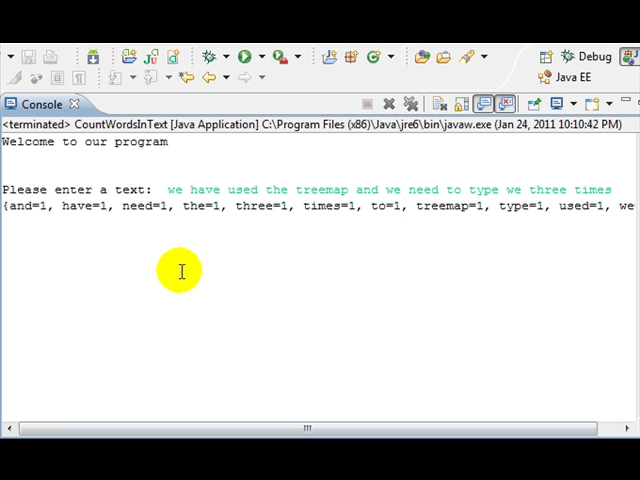 Debug
Java EE
Console
<terminated> CountWordsInText [Java Application] C:\Program Files (x86)\Java\jre6\bin\javaw.exe (Jan 24, 2011 10:10:42 PM)
Welcome to our program
Please enter a text: we have used the treemap and we need to type we three times
{and=1, have=1, need=1, the=1, three=1, times=1, to=1, treemap=1, type=1, used=1, we